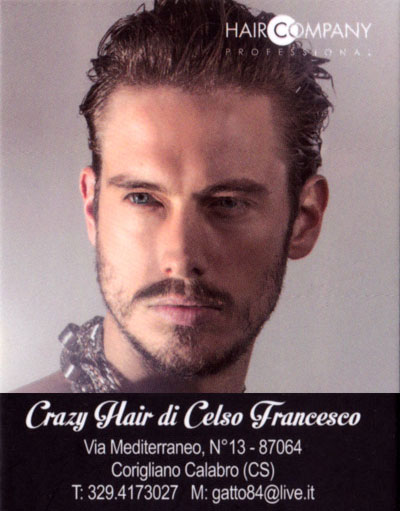 HAIRCOMPANY
PROFESSIONAL
Crazy Hair di Celso Francesco
Via Mediterraneo, N°13 - 87064
Corigliano Calabro (CS)
T: 329.4173027 M: gatto84@live.it